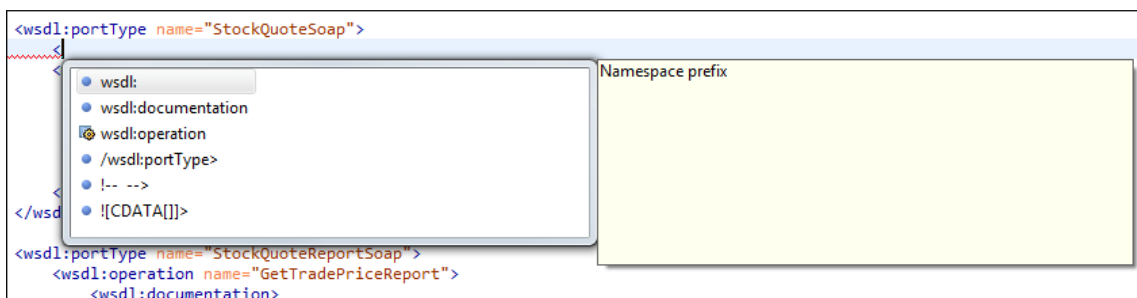 <wsdl:portType name="StockQuoteSoap">
<
<
wsdl:
Namespace prefix
wsdl:documentation
wsdl:operation
/wsdl:portType>
!-- -->
<
![CDATA[]]>
</wsd
<wsdl:portType name="StockQuoteReportSoap">
<wsdl:operation name="GetTradePriceReport">
<wsdl:documentation>